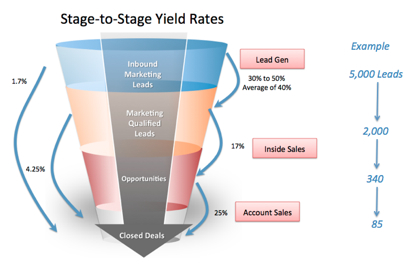 Stage-to-Stage Yield Rates
Example
Lead Gen
Inbound
Marketing
Leads
5,000 Leads
1.7%
30% to 50%
Average of 40%
Marketing
Qualified
Leads
2,000
17%
Inside Sales
4.25%
Opportunities
340
25%
Account Sales
85
Closed Deals